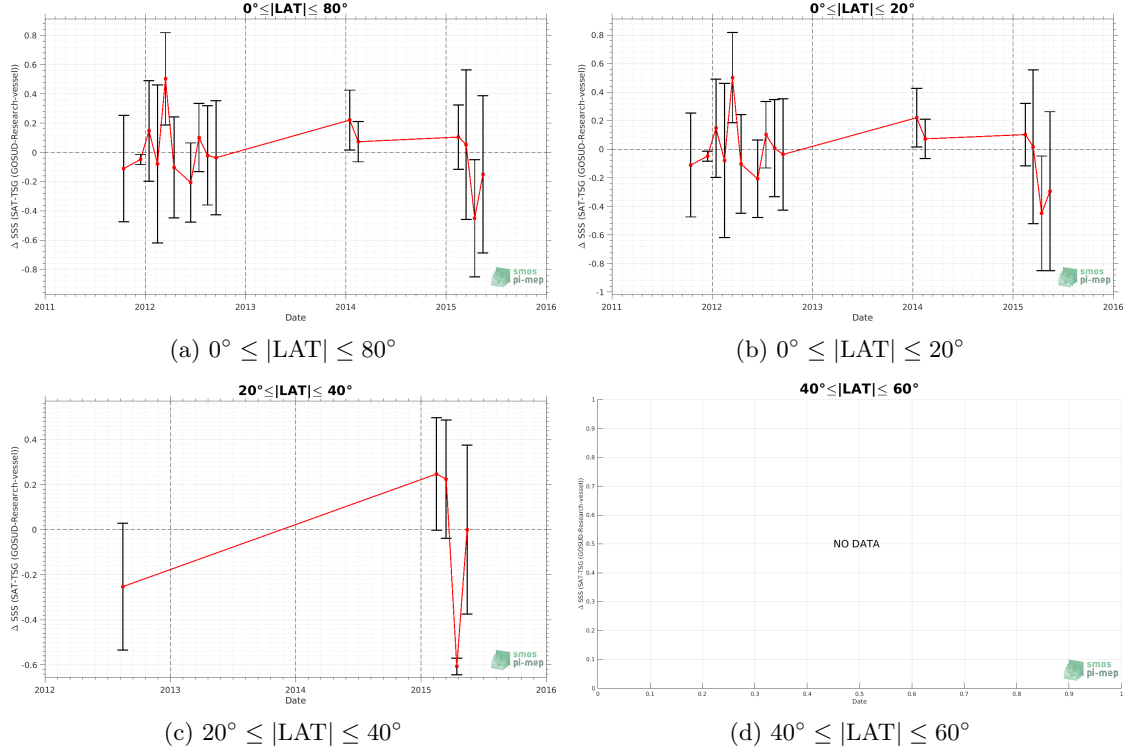 0°≤|LAT|≤ 80°
Δ SSS (SAT-TSG (GOSUD-Research-vessel))
0.8
0.6
0.4
0.2
0
-0.2
-0.4
-0.6
-0.8
2011
2012
2013
2014
2015
2016
Date
smos
pi-mep
(a) 0° ≤ |LAT| ≤ 80°
0°≤|LAT|≤ 20°
Δ SSS (SAT-TSG (GOSUD-Research-vessel))
0.8
0.6
0.4
0.2
0
-0.2
-0.4
-0.6
-0.8
-1
2011
2012
2013
2014
2015
2016
Date
smos
pi-mep
(b) 0° ≤ |LAT| ≤ 20°
20°≤|LAT|≤ 40°
Δ SSS (SAT-TSG (GOSUD-Research-vessel))
0.4
0.2
0
-0.2
-0.4
-0.6
2012
2013
2014
2015
2016
Date
smos
pi-mep
(c) 20° ≤ |LAT| ≤ 40°
40°≤|LAT|≤ 60°
Δ SSS (SAT-TSG (GOSUD-Research-vessel))
1
0.9
0.8
0.7
0.6
0.5
0.4
0.3
0.2
0.1
0
NO DATA
0
0.1
0.2
0.3
0.4
0.5
0.6
0.7
0.8
0.9
1
Date
smos
pi-mep
(d) 40° ≤ |LAT| ≤ 60°